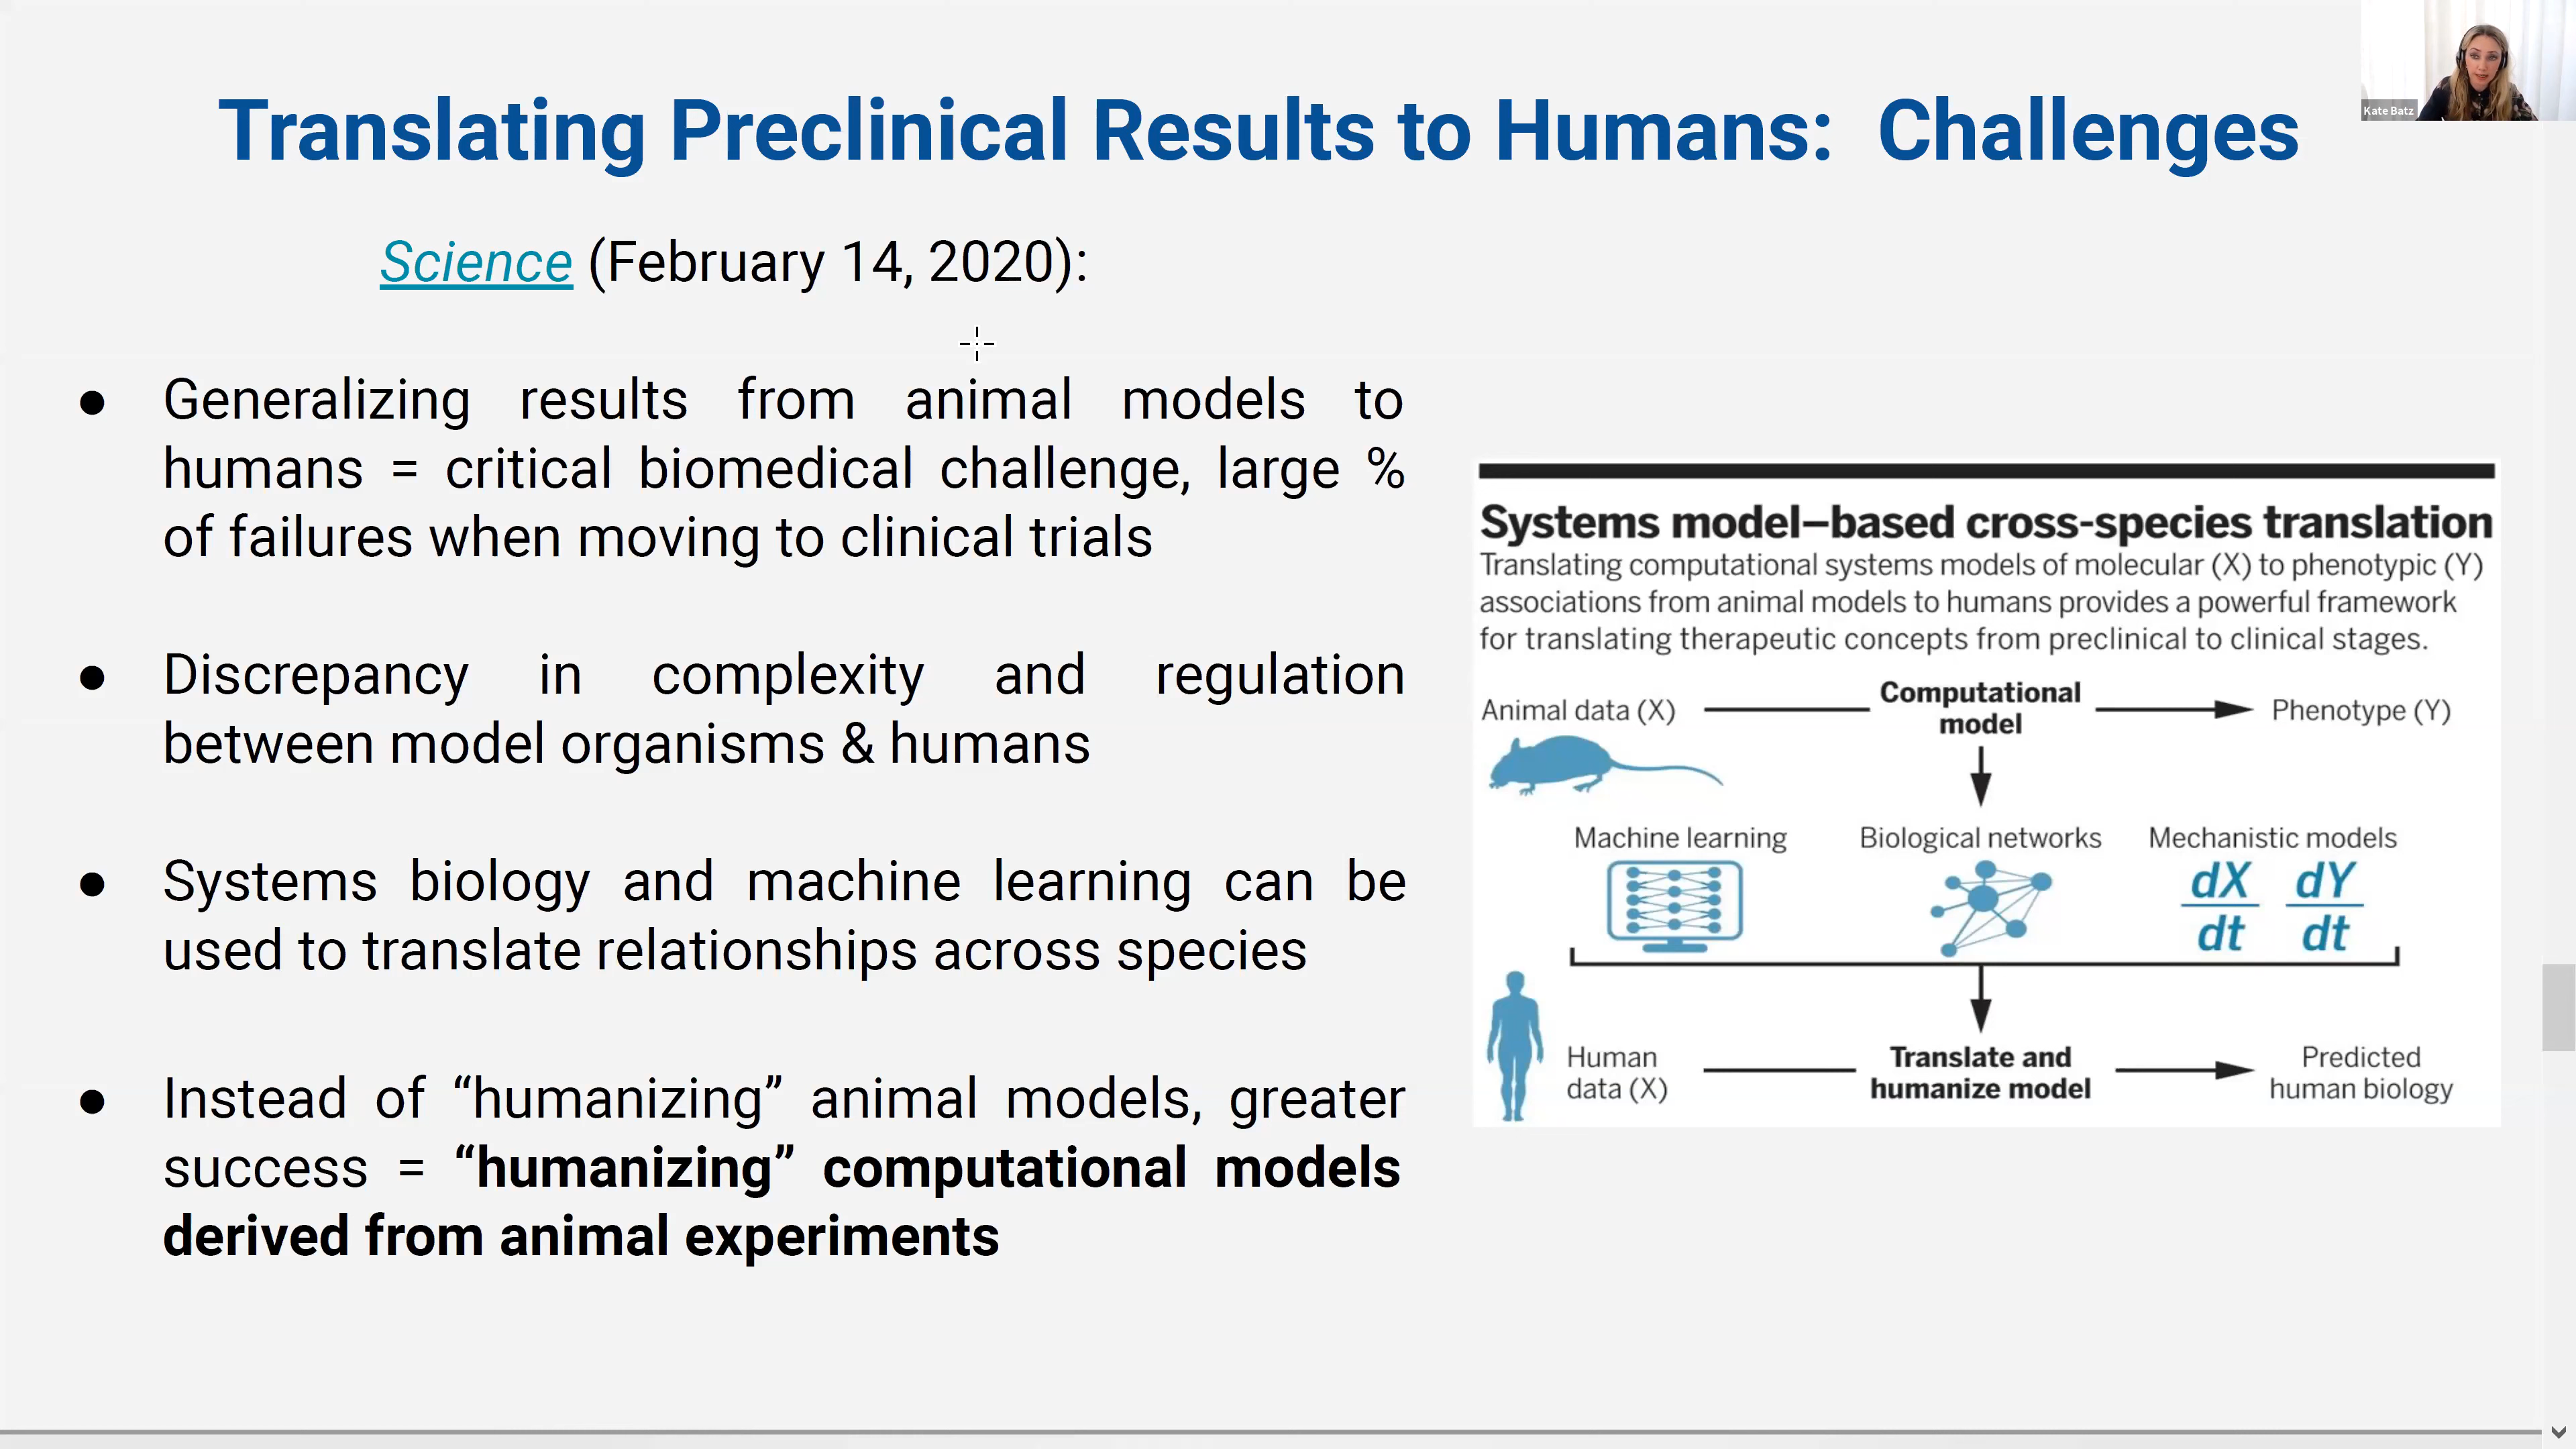 Translating Preclinical Results to Humans: Challenges
Kate Batz
Science (February 14, 2020):
● Generalizing results from animal models to
humans = critical biomedical challenge, large %
of failures when moving to clinical trials
● Discrepancy in complexity and regulation
between model organisms & humans
● Systems biology and machine learning can be
used to translate relationships across species
● Instead of “humanizing” animal models, greater
success = “humanizing” computational models
derived from animal experiments
Systems model–based cross-species translation
Translating computational systems models of molecular (X) to phenotypic (Y)
associations from animal models to humans provides a powerful framework
for translating therapeutic concepts from preclinical to clinical stages.
Animal data (X)
Computational
model
Phenotype (Y)
Machine learning
Biological networks
Mechanistic models
dX dY
dt dt
Human
data (X)
Translate and
humanize model
Predicted
human biology